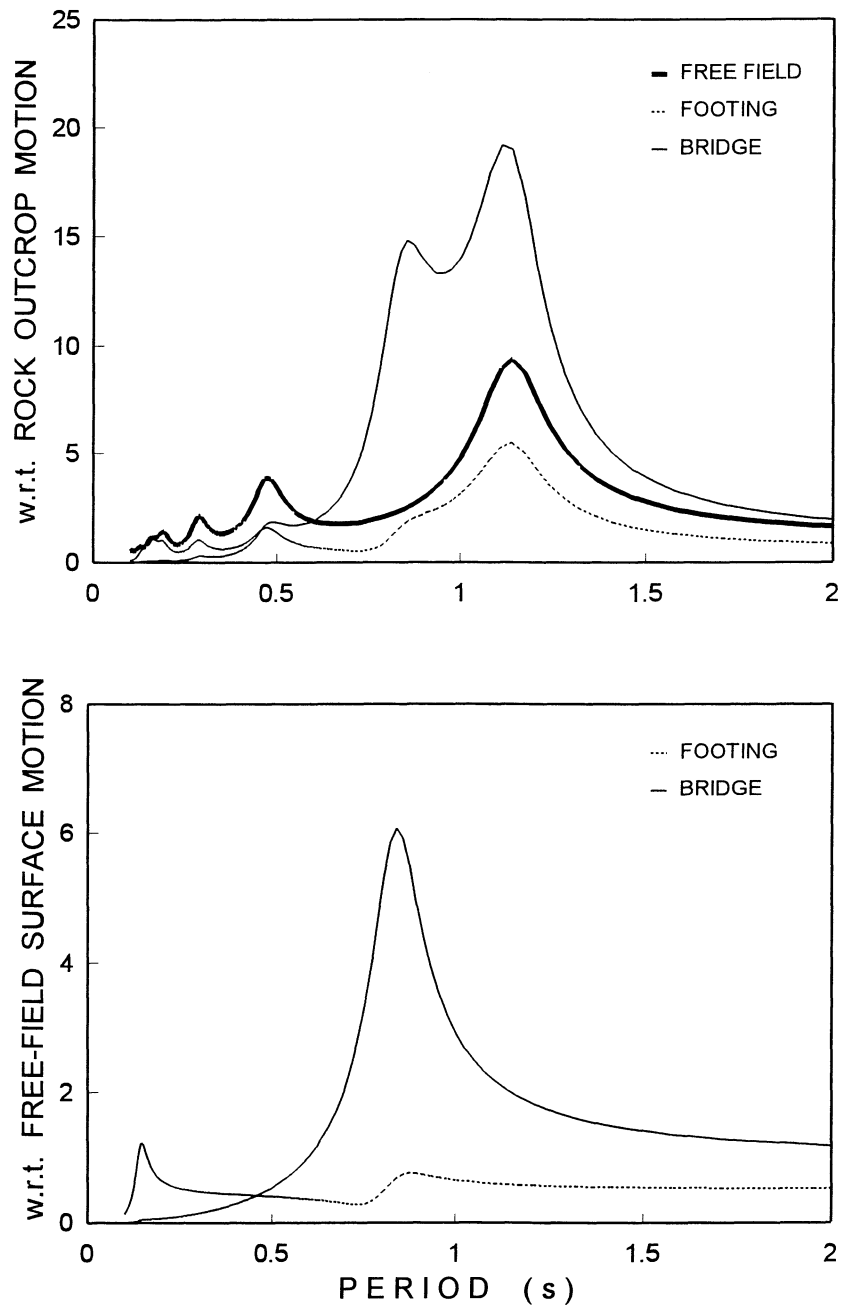 25
20
15
10
5
0
w.r.t. ROCK OUTCROP MOTION
FREE FIELD
FOOTING
BRIDGE
0 0.5 1 1.5 2
8
6
4
2
0
w.r.t. FREE-FIELD SURFACE MOTION
FOOTING
BRIDGE
0 0.5 1 1.5 2
PERIOD (s)